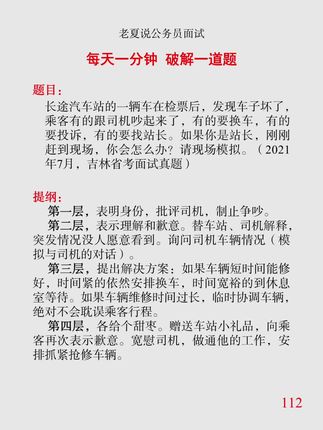 老夏说公务员面试
每天一分钟 破解一道题
题目：
长途汽车站的一辆车在检票后，发现车子坏了，
乘客有的跟司机吵起来了，有的要换车，有的
要投诉，有的要找站长。如果你是站长，刚刚
赶到现场，你会怎么办？请现场模拟。（2021
年7月，吉林省考面试真题）
提纲：
第一层，表明身份，批评司机，制止争吵。
第二层，表示理解和歉意。替车站、司机解释，
突发情况没人愿意看到。询问司机车辆情况（模
拟与司机的对话）。
第三层，提出解决方案；如果车辆短时间能修
好，时间紧的依然安排换车，时间宽裕的到休息
室等待。如果车辆维修时间过长，临时协调车辆，
绝对不会耽误乘客行程。
第四层，各给个甜枣。赠送车站小礼品，向乘
客再次表示歉意。宽慰司机，做通他的工作，安
排抓紧抢修车辆。
112